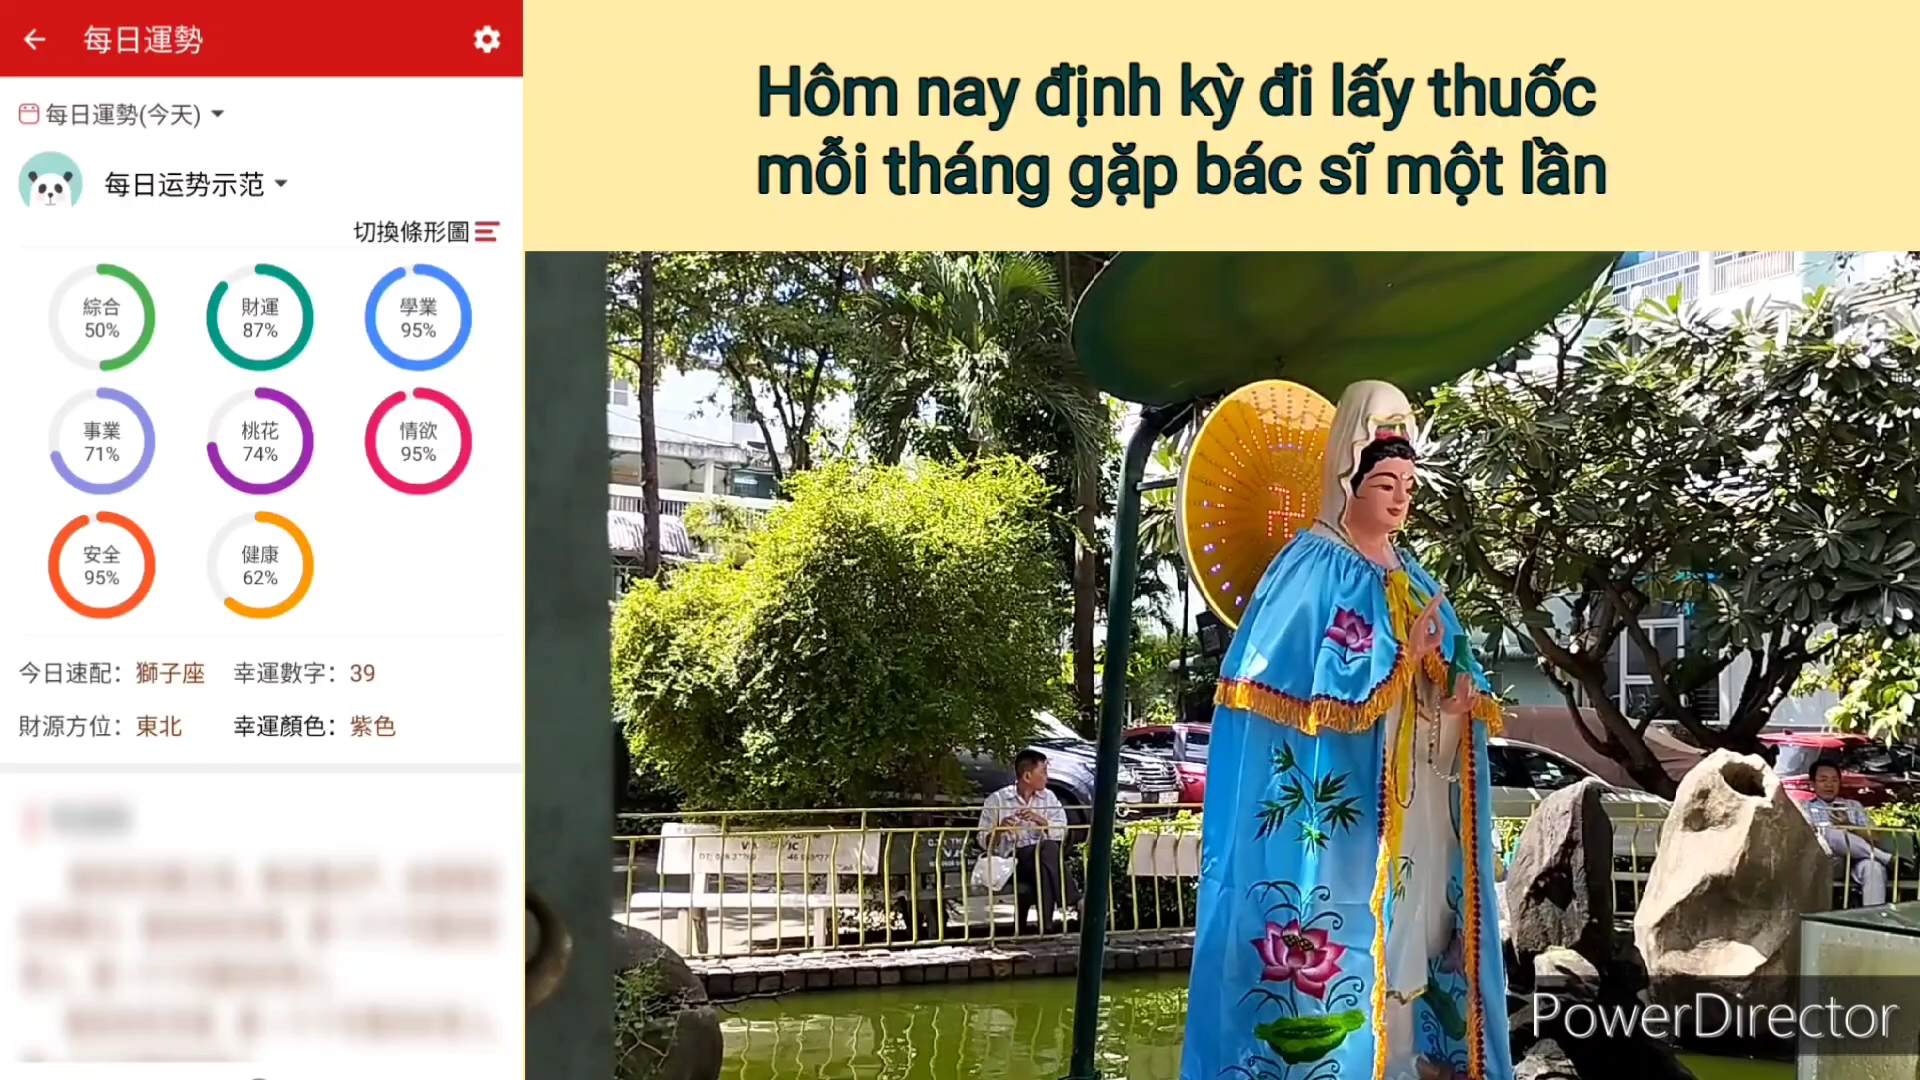 每日運勢
每日運勢(今天)
每日运势示范
切換條形圖
綜合
50%
財運
87%
學業
95%
事業
71%
桃花
74%
情欲
95%
安全
95%
健康
62%
今日速配：獅子座 幸運數字：39
財源方位：東北 幸運顏色：紫色
Hôm nay định kỳ đi lấy thuốc
mỗi tháng gặp bác sĩ một lần
卍
PowerDirector